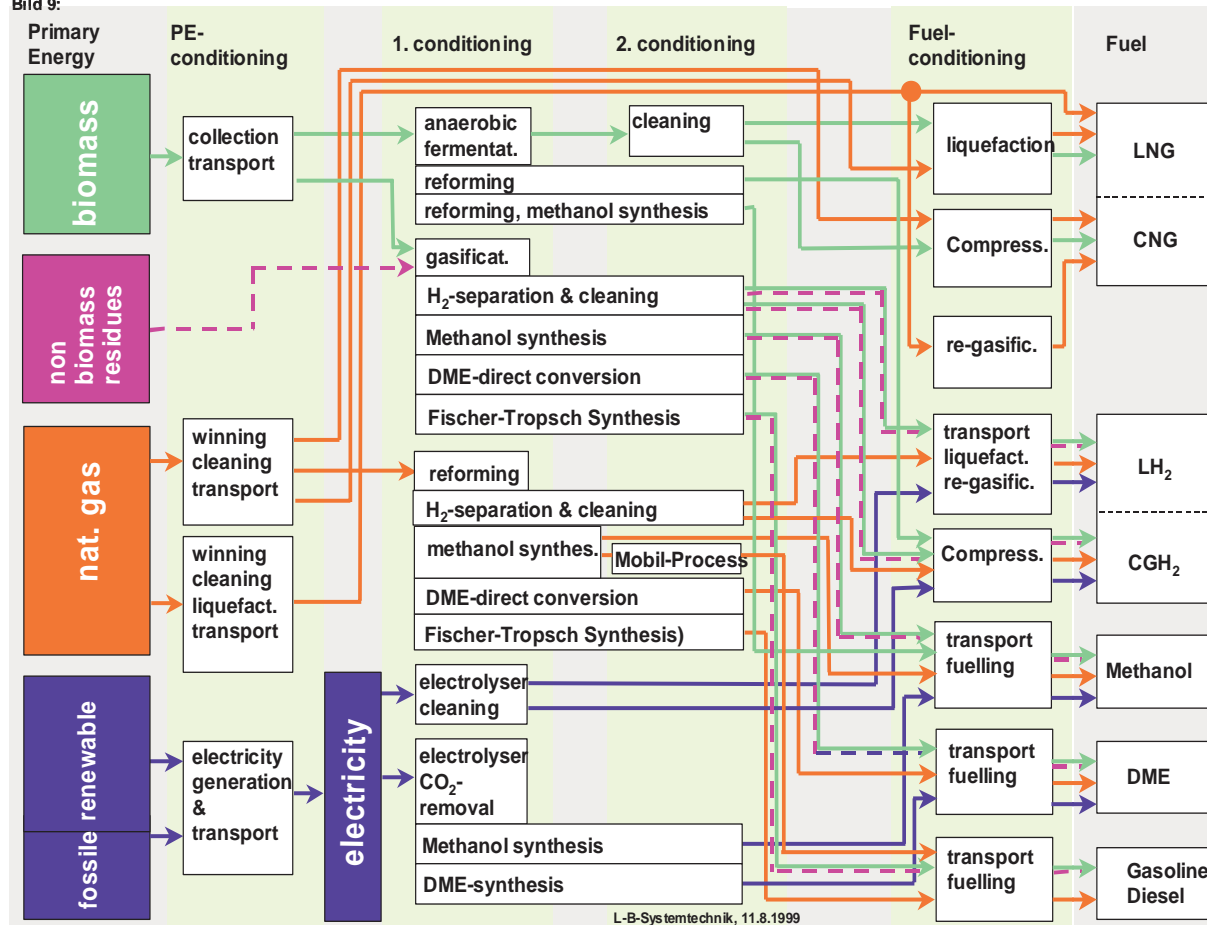 Bild 9:
Primary
Energy
PE-
conditioning
1. conditioning
2. conditioning
Fuel-
conditioning
Fuel
biomass
collection
transport
anaerobic
fermentat.
cleaning
liquefaction
LNG
reforming
reforming, methanol synthesis
Compress.
CNG
non
biomass
residues
gasificat.
H₂-separation & cleaning
Methanol synthesis
re-gasific.
DME-direct conversion
Fischer-Tropsch Synthesis
nat. gas
winning
cleaning
transport
reforming
H₂-separation & cleaning
transport
liquefact.
re-gasific.
LH₂
winning
cleaning
liquefact.
transport
methanol synthes.
Mobil-Process
Compress.
CGH₂
DME-direct conversion
Fischer-Tropsch Synthesis)
transport
fuelling
Methanol
renewable
fossile
electricity
generation
&
transport
electricity
electrolyser
cleaning
electrolyser
CO₂-
removal
transport
fuelling
DME
Methanol synthesis
DME-synthesis
transport
fuelling
Gasoline
Diesel
L-B-Systemtechnik, 11.8.1999